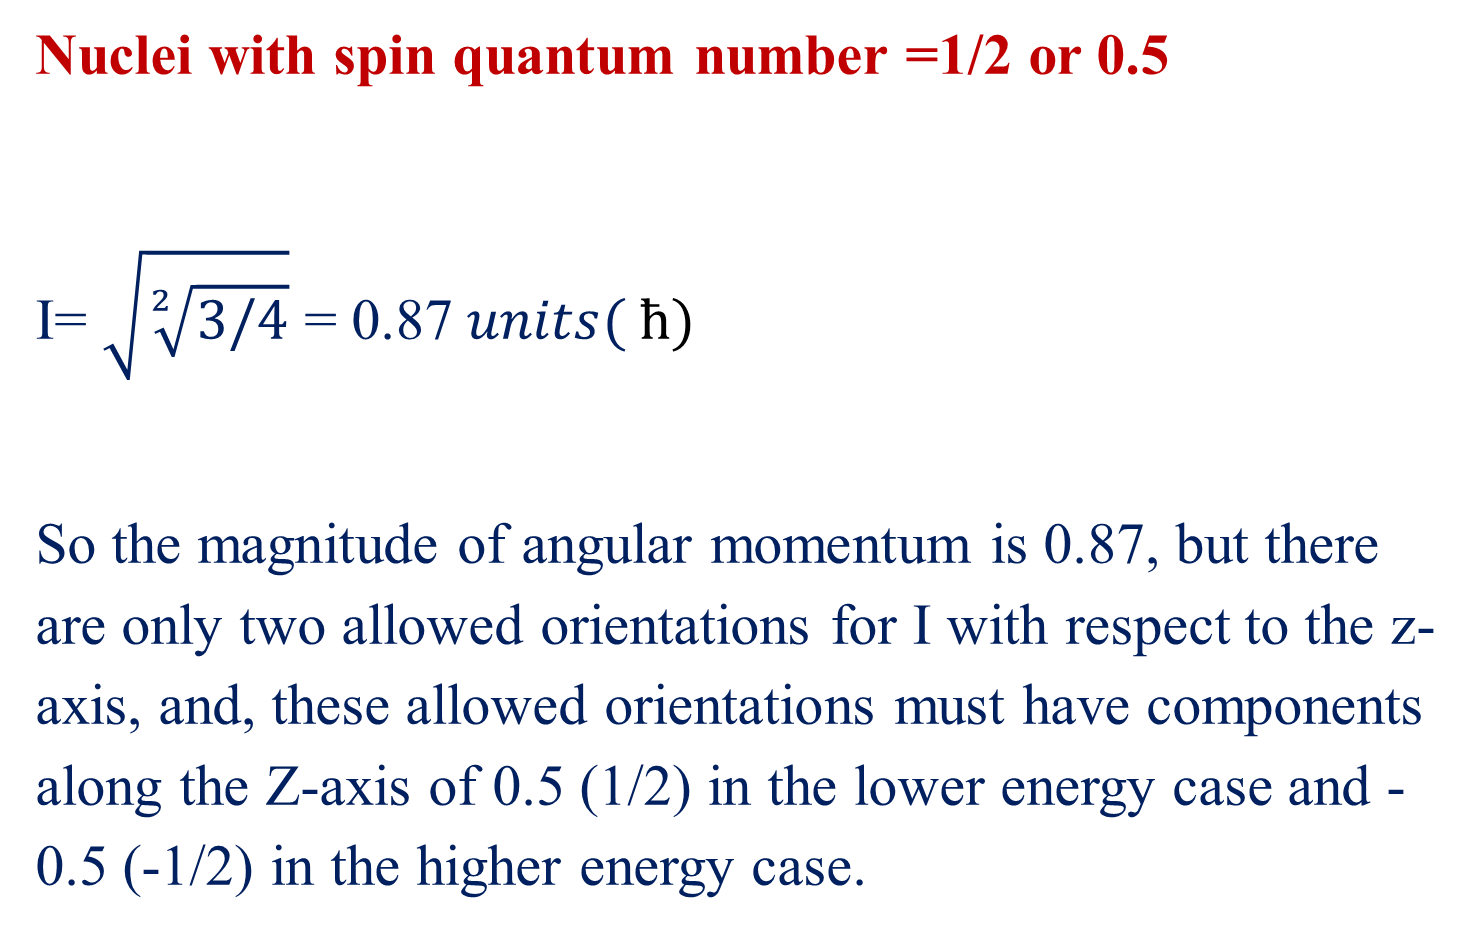 Nuclei with spin quantum number =1/2 or 0.5
I= √²√3/4 = 0.87 units( ħ)
So the magnitude of angular momentum is 0.87, but there
are only two allowed orientations for I with respect to the z-
axis, and, these allowed orientations must have components
along the Z-axis of 0.5 (1/2) in the lower energy case and -
0.5 (-1/2) in the higher energy case.